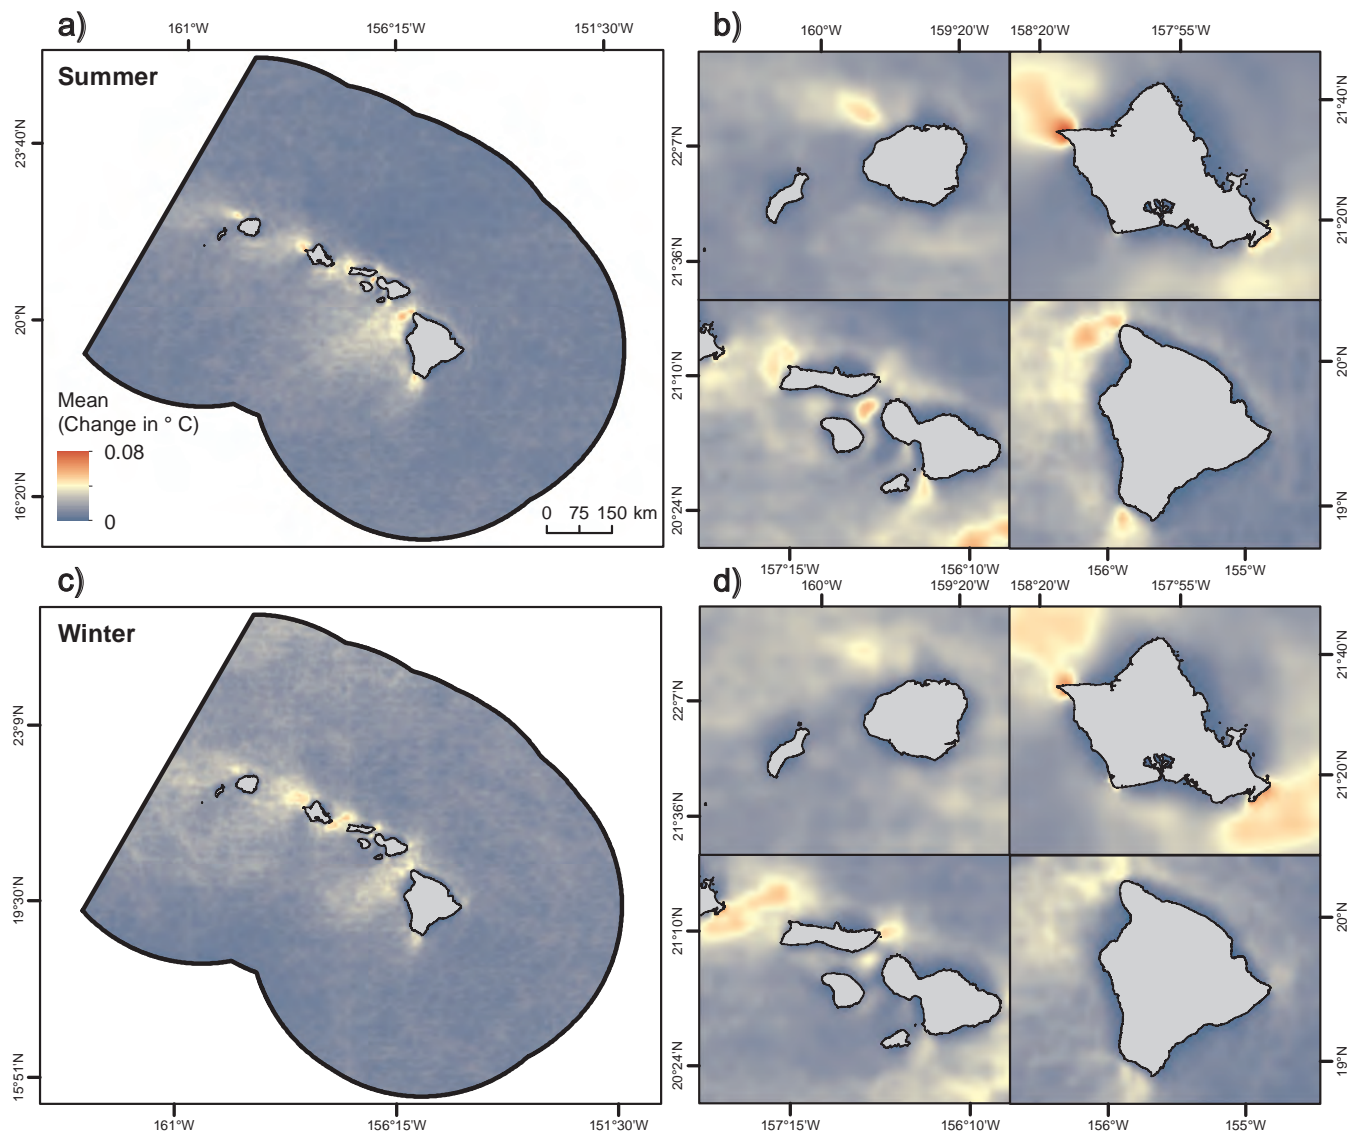 a)
161°W 156°15'W 151°30'W
Summer
23°40'N
20°N
16°20'N
Mean
(Change in ° C)
0.08
0
0 75 150 km
b)
160°W 159°20'W 158°20'W 157°55'W
22°7'N
21°36'N
21°40'N
21°20'N
21°10'N
20°24'N
20°N
19°N
157°15'W 156°10'W 156°W 155°W
c)
Winter
23°9'N
19°30'N
15°51'N
161°W 156°15'W 151°30'W
d)
160°W 159°20'W 158°20'W 157°55'W
22°7'N
21°36'N
21°40'N
21°20'N
21°10'N
20°24'N
20°N
19°N
157°15'W 156°10'W 156°W 155°W